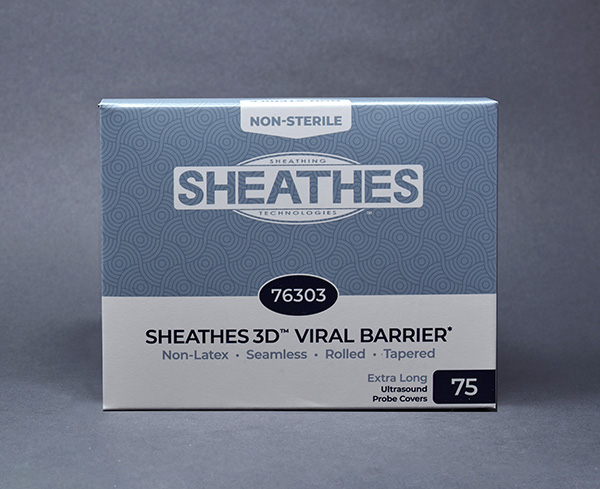 NON-STERILE
SHEATHING
SHEATHES
TECHNOLOGIES
76303
SHEATHES 3D™ VIRAL BARRIER*
Non-Latex • Seamless • Rolled • Tapered
Extra Long
Ultrasound
Probe Covers
75